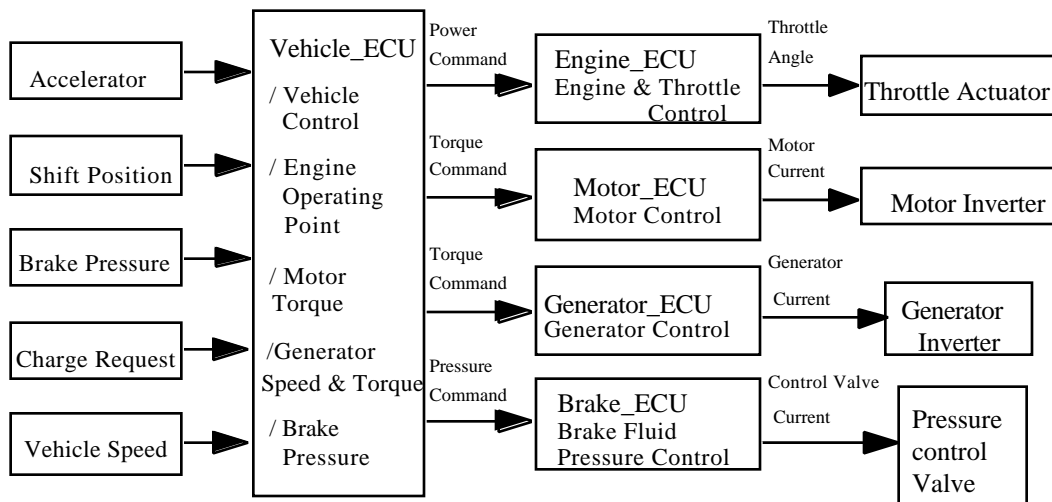 Accelerator
Shift Position
Brake Pressure
Charge Request
Vehicle Speed
Vehicle_ECU
/ Vehicle
Control
/ Engine
Operating
Point
/ Motor
Torque
/Generator
Speed & Torque
/ Brake
Pressure
Power
Command
Torque
Command
Torque
Command
Pressure
Command
Engine_ECU
Engine & Throttle
Control
Motor_ECU
Motor Control
Generator_ECU
Generator Control
Brake_ECU
Brake Fluid
Pressure Control
Throttle
Angle
Motor
Current
Generator
Current
Control Valve
Current
Throttle Actuator
Motor Inverter
Generator
Inverter
Pressure
control
Valve